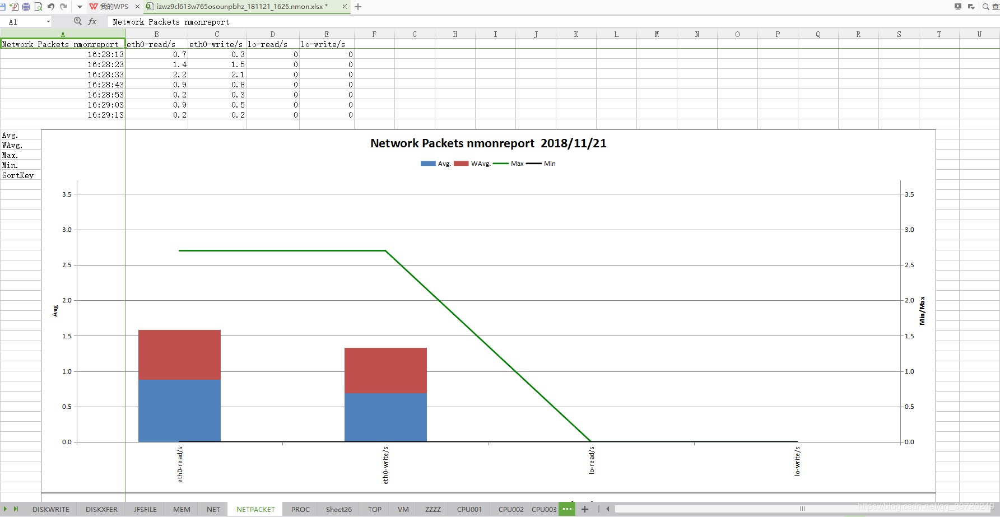 我的WPS × izwz9cl613w765osounpbhz_181121_1625.nmon.xlsx * × +
A1 fx Network Packets nmonreport
A B C D E F G H I J K L M N O P Q R S T U
Network Packets nmonreport eth0-read/s eth0-write/s lo-read/s lo-write/s
16:28:13 0.7 0.3 0 0
16:28:23 1.4 1.5 0 0
16:28:33 2.2 2.1 0 0
16:28:43 0.9 0.8 0 0
16:28:53 0.2 0.3 0 0
16:29:03 0.9 0.5 0 0
16:29:13 0.2 0.2 0 0
Avg.
WAvg.
Max.
Min.
SortKey
Network Packets nmonreport 2018/11/21
Avg. WAvg. Max Min
3.5 3.5
3.0 3.0
2.5 2.5
2.0 2.0
1.5 1.5
1.0 1.0
0.5 0.5
0.0 0.0
Avg
Min/Max
eth0-read/s eth0-write/s lo-read/s lo-write/s
DISKWRITE DISKXFER JFSFILE MEM NET NETPACKET PROC Sheet26 TOP VM ZZZZ CPU001 CPU002 CPU003 ... +
https://blog.csdn.net/qq_39720249